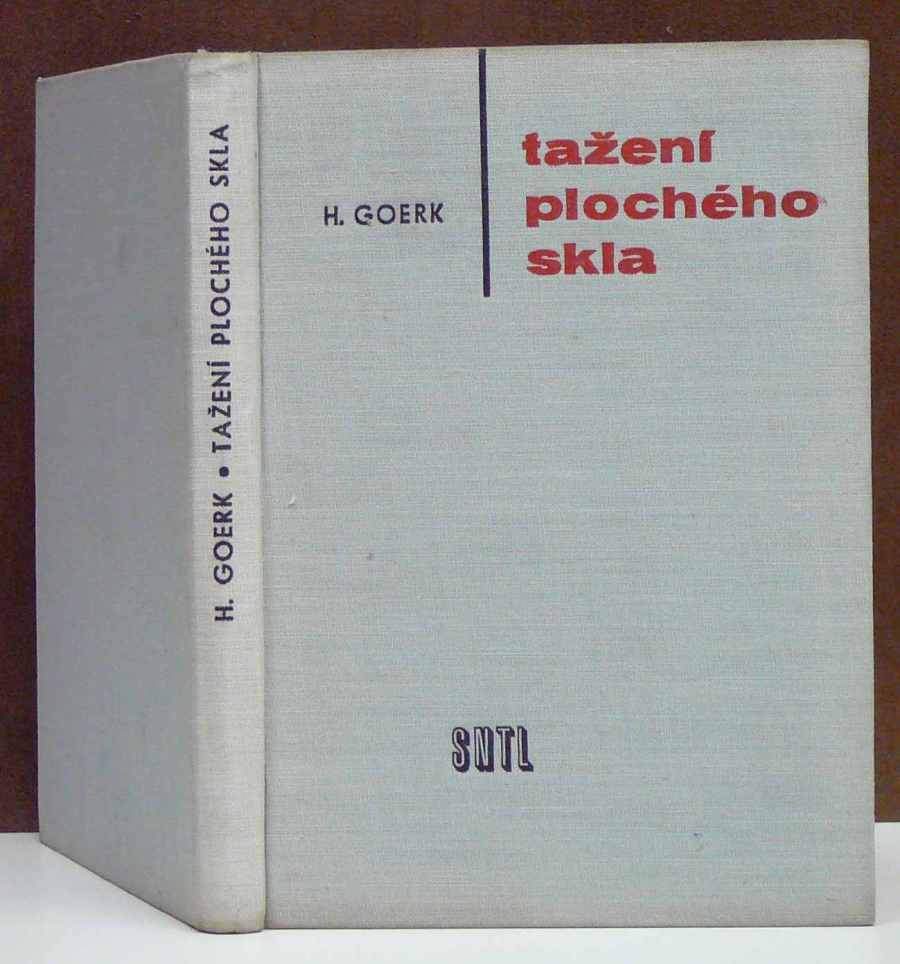 H. GOERK • TAŽENÍ PLOCHÉHO SKLA
H. GOERK
tažení
plochého
skla
SNTL